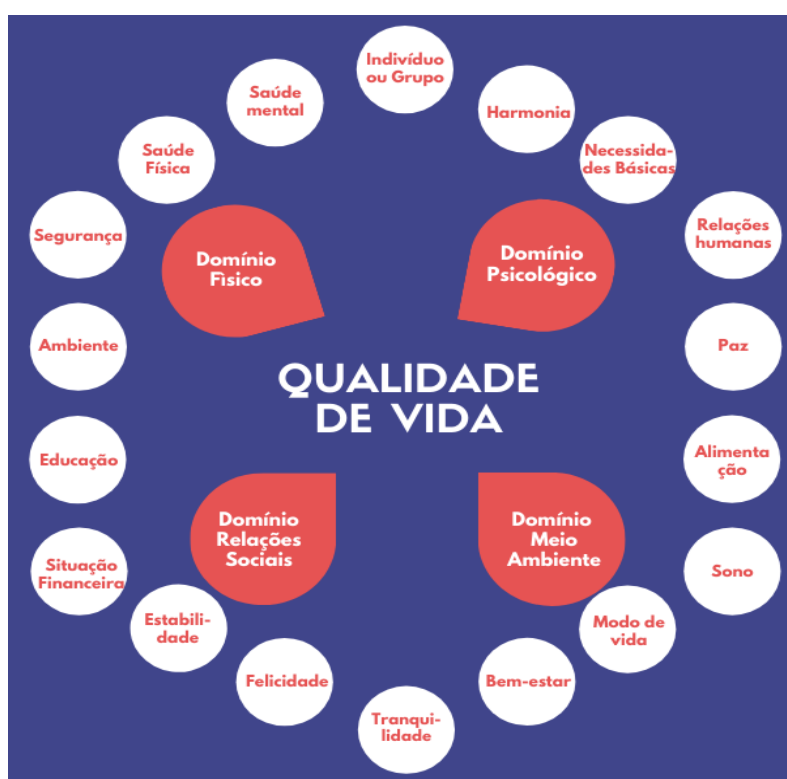 Indivíduo
ou Grupo
Saúde
mental
Harmonia
Saúde
Física
Necessida-
des Básicas
Segurança
Relações
humanas
Domínio
Fìsico
Domínio
Psicológico
Ambiente
Paz
QUALIDADE
DE VIDA
Educação
Alimenta
ção
Domínio
Relações
Sociais
Domínio
Meio
Ambiente
Situação
Financeira
Sono
Estabili-
dade
Modo de
vida
Felicidade
Bem-estar
Tranqui-
lidade